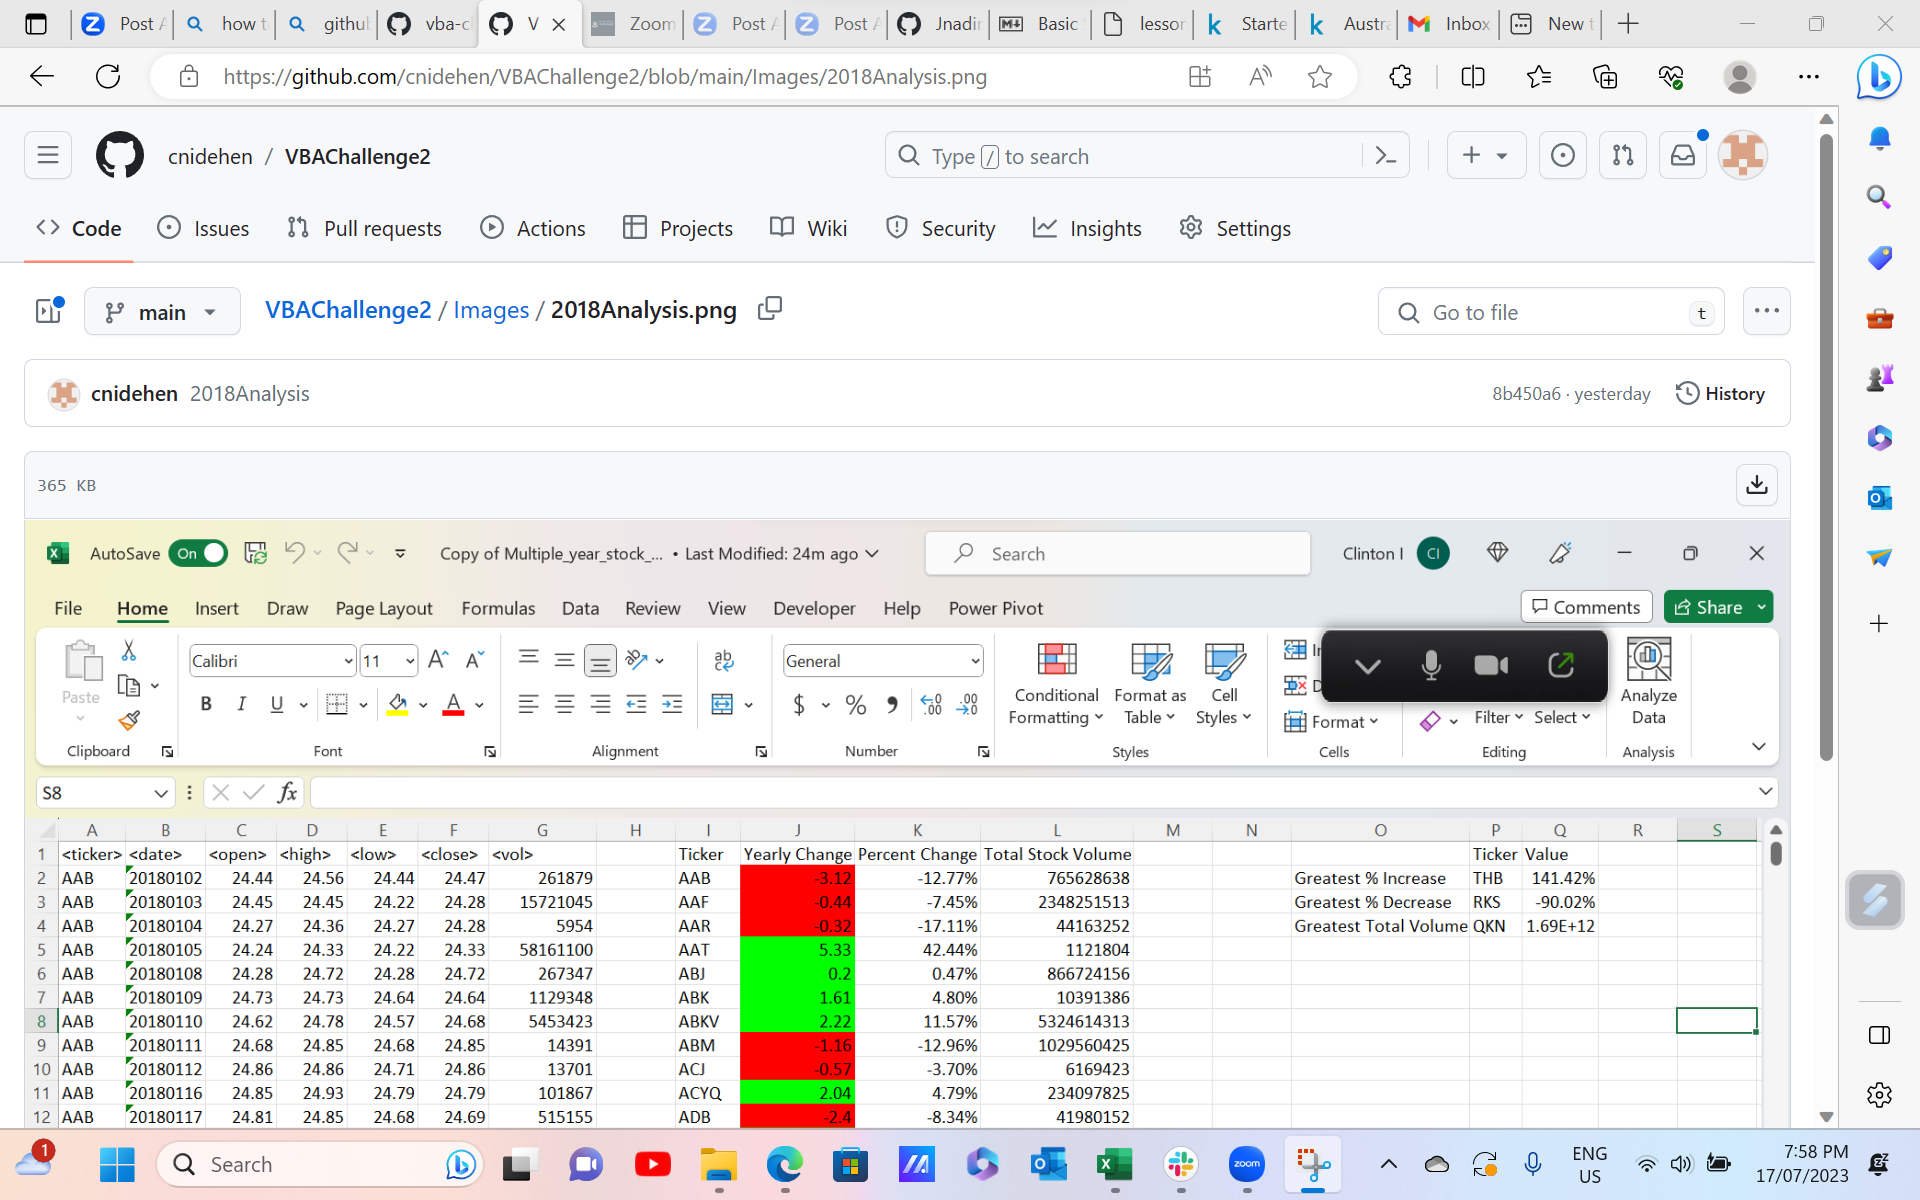 Post A
how t
githu
vba-cl
V
Zoom
Post A
Post A
Jnadir
Basic
lesson
Starte
Austra
Inbox
New t
https://github.com/cnidehen/VBAChallenge2/blob/main/Images/2018Analysis.png
cnidehen / VBAChallenge2
Type / to search
Code Issues Pull requests Actions Projects Wiki Security Insights Settings
main
VBAChallenge2 / Images / 2018Analysis.png
Go to file t
cnidehen 2018Analysis
8b450a6 · yesterday History
365 KB
AutoSave On
Copy of Multiple_year_stock_... • Last Modified: 24m ago
Search
Clinton I CI
File Home Insert Draw Page Layout Formulas Data Review View Developer Help Power Pivot
Comments Share
Paste
Calibri 11
General
Conditional Formatting
Format as Table
Cell Styles
Format
Filter
Select
Analyze Data
B I U
$ % 9
Clipboard Font Alignment Number Styles Cells Editing Analysis
S8 fx
A B C D E F G H I J K L M N O P Q R S
1 <ticker> <date> <open> <high> <low> <close> <vol> Ticker Yearly Change Percent Change Total Stock Volume Ticker Value
2 AAB 20180102 24.44 24.56 24.44 24.47 261879 AAB -3.12 -12.77% 765628638 Greatest % Increase THB 141.42%
3 AAB 20180103 24.45 24.45 24.22 24.28 15721045 AAF -0.44 -7.45% 2348251513 Greatest % Decrease RKS -90.02%
4 AAB 20180104 24.27 24.36 24.27 24.28 5954 AAR -0.32 -17.11% 44163252 Greatest Total Volume QKN 1.69E+12
5 AAB 20180105 24.24 24.33 24.22 24.33 58161100 AAT 5.33 42.44% 1121804
6 AAB 20180108 24.28 24.72 24.28 24.72 267347 ABJ 0.2 0.47% 866724156
7 AAB 20180109 24.73 24.73 24.64 24.64 1129348 ABK 1.61 4.80% 10391386
8 AAB 20180110 24.62 24.78 24.57 24.68 5453423 ABKV 2.22 11.57% 5324614313
9 AAB 20180111 24.68 24.85 24.68 24.85 14391 ABM -1.16 -12.96% 1029560425
10 AAB 20180112 24.86 24.86 24.71 24.86 13701 ACJ -0.57 -3.70% 6169423
11 AAB 20180116 24.85 24.93 24.79 24.79 101867 ACYQ 2.04 4.79% 234097825
12 AAB 20180117 24.81 24.85 24.68 24.69 515155 ADB -2.4 -8.34% 41980152
1
Search
zoom
ENG
US
7:58 PM
17/07/2023